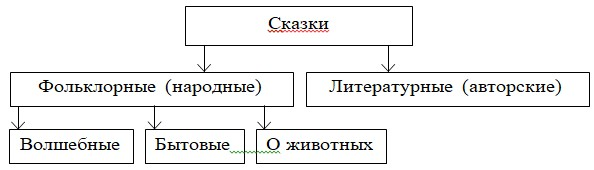 Сказки
Фольклорные (народные)
Литературные (авторские)
Волшебные
Бытовые
О животных